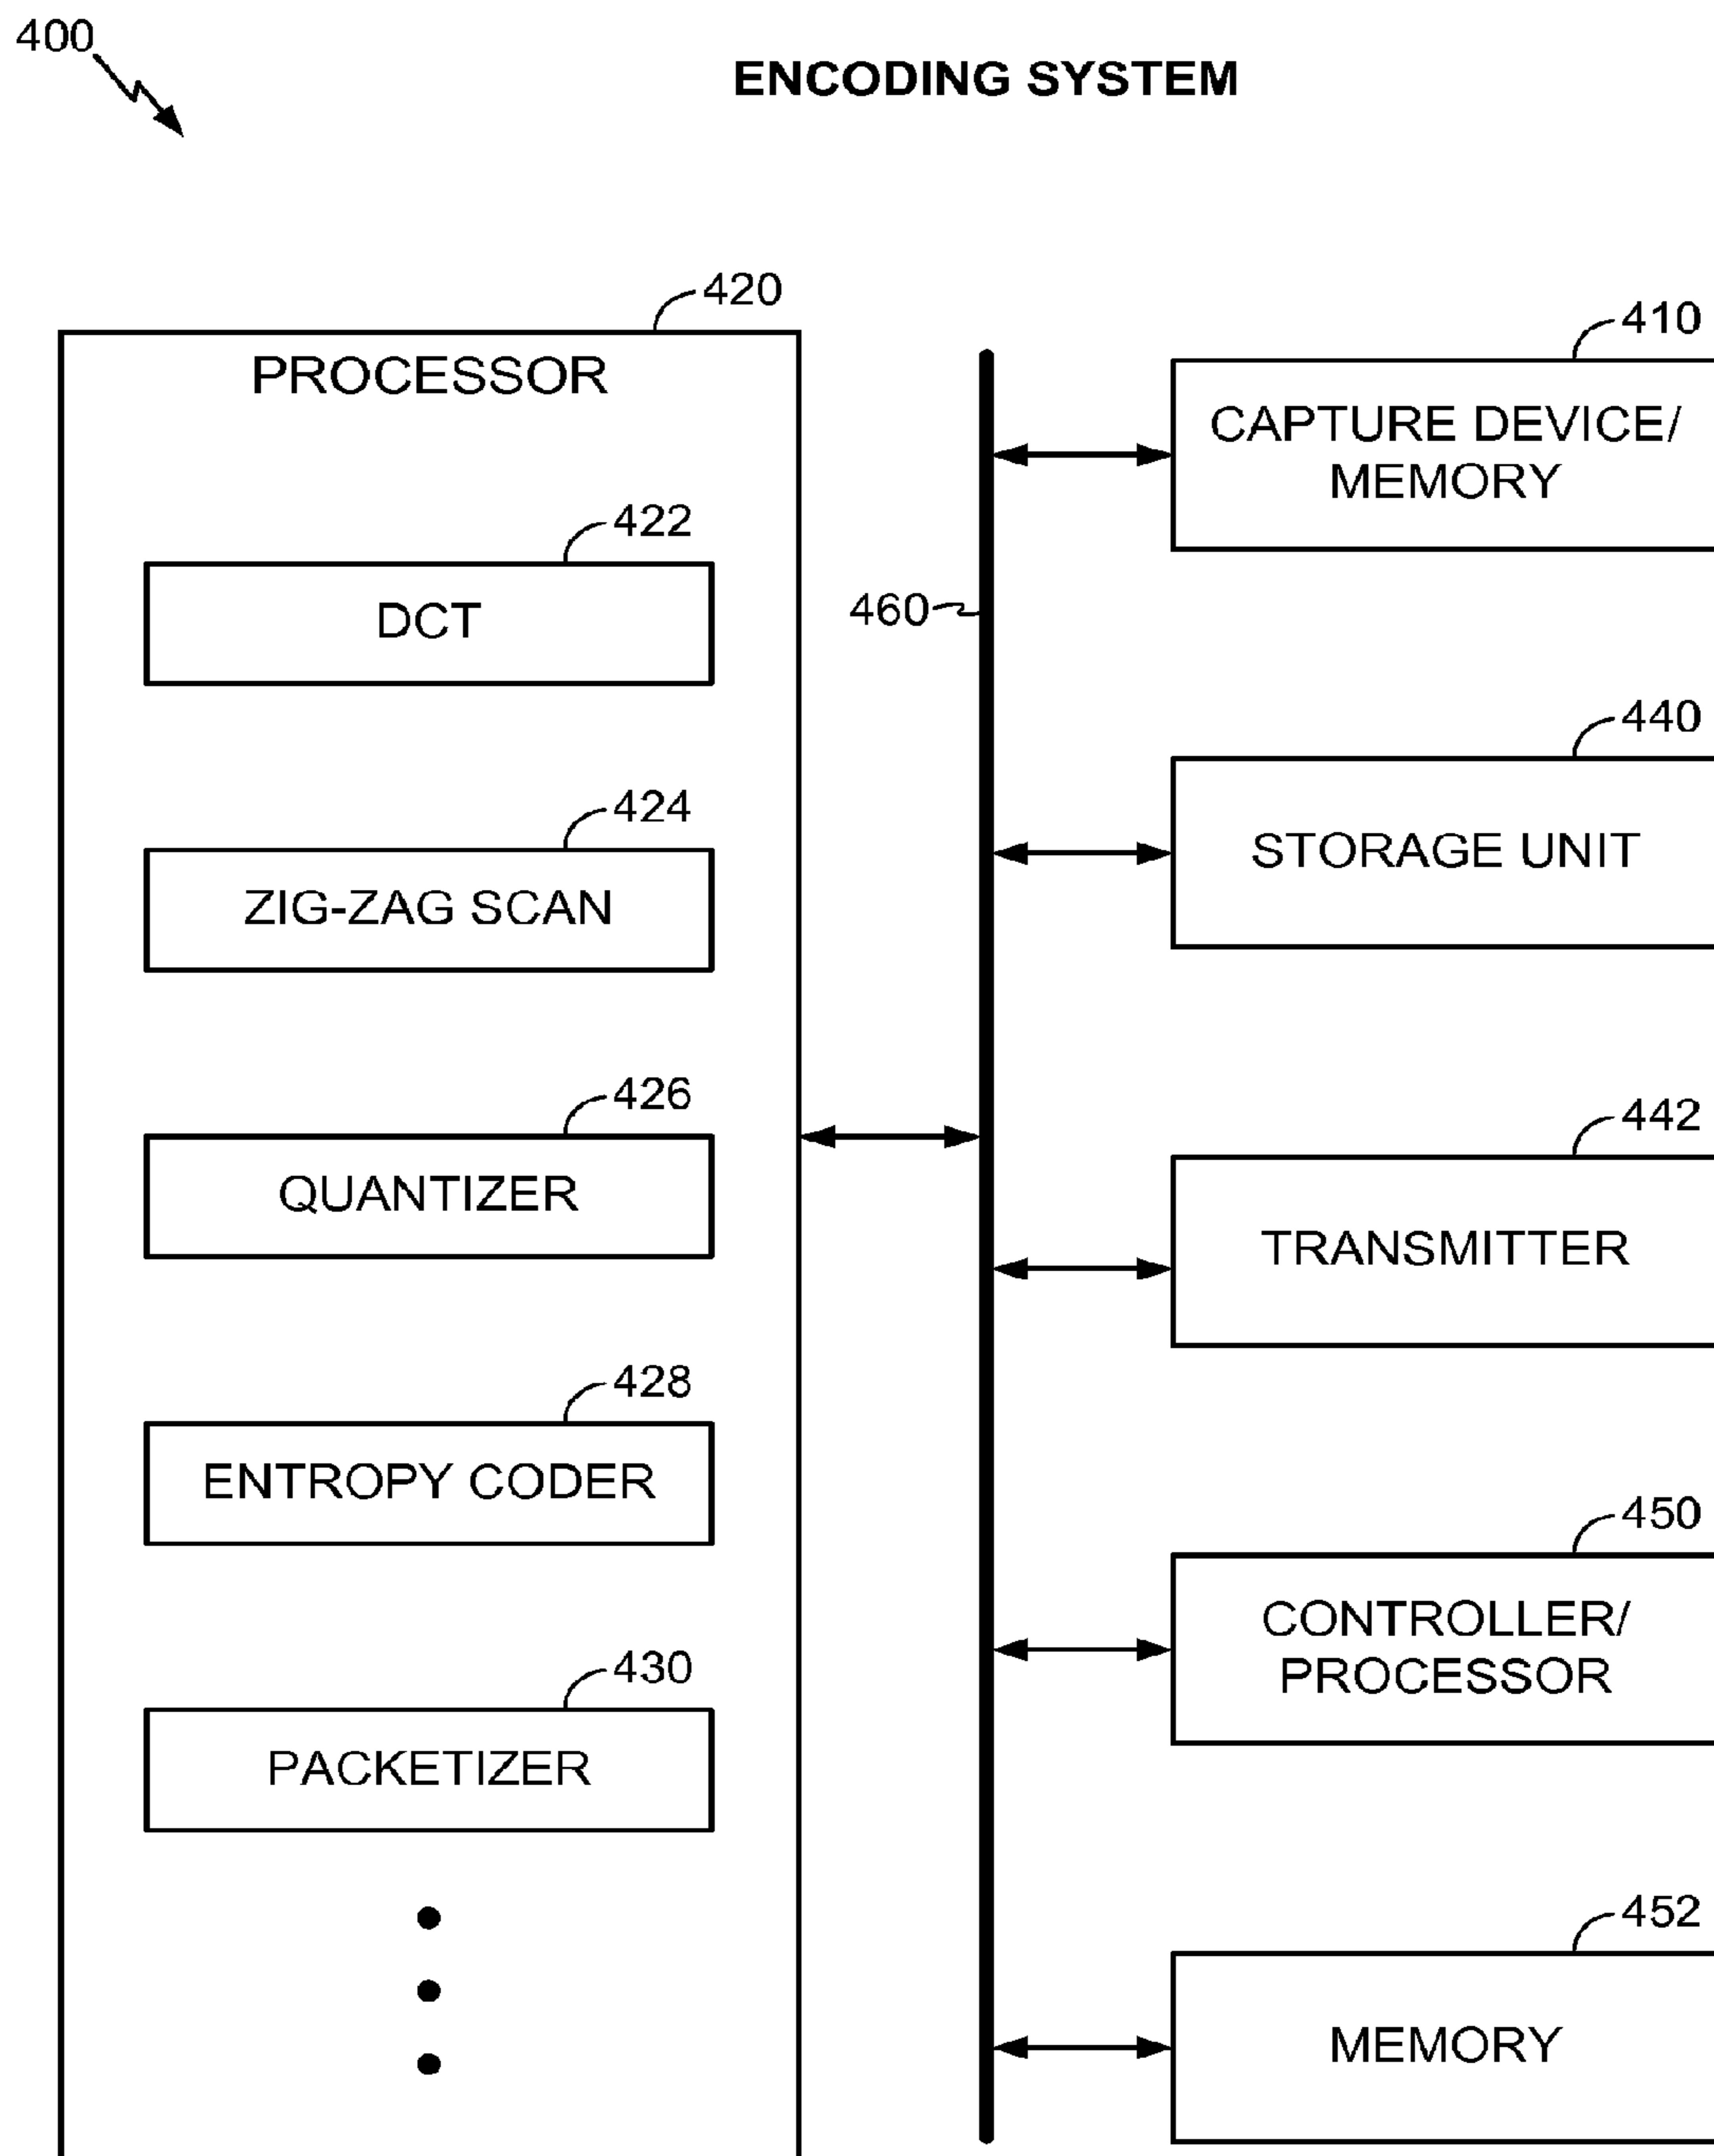 400
ENCODING SYSTEM
420
PROCESSOR
422
DCT
424
ZIG-ZAG SCAN
426
QUANTIZER
428
ENTROPY CODER
430
PACKETIZER
460
410
CAPTURE DEVICE/
MEMORY
440
STORAGE UNIT
442
TRANSMITTER
450
CONTROLLER/
PROCESSOR
452
MEMORY